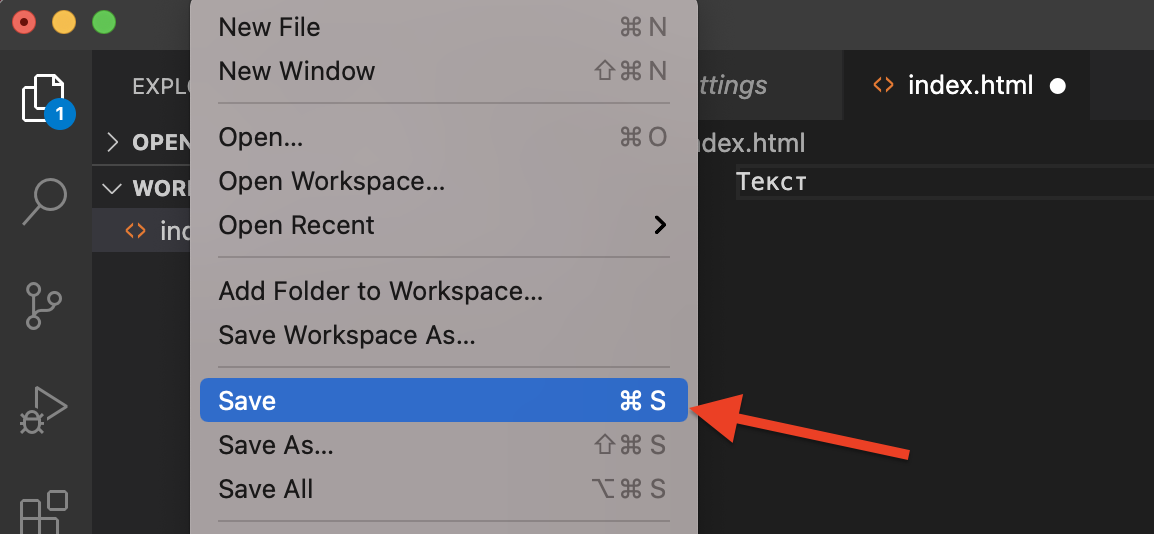 New File ⌘ N
New Window ⇧ ⌘ N
Open... ⌘ O
Open Workspace...
Open Recent
Add Folder to Workspace...
Save Workspace As...
Save ⌘ S
Save As... ⇧ ⌘ S
Save All ⌥ ⌘ S
1
EXPLO
OPEN
WOR
ind
ttings
index.html
ndex.html
Текст